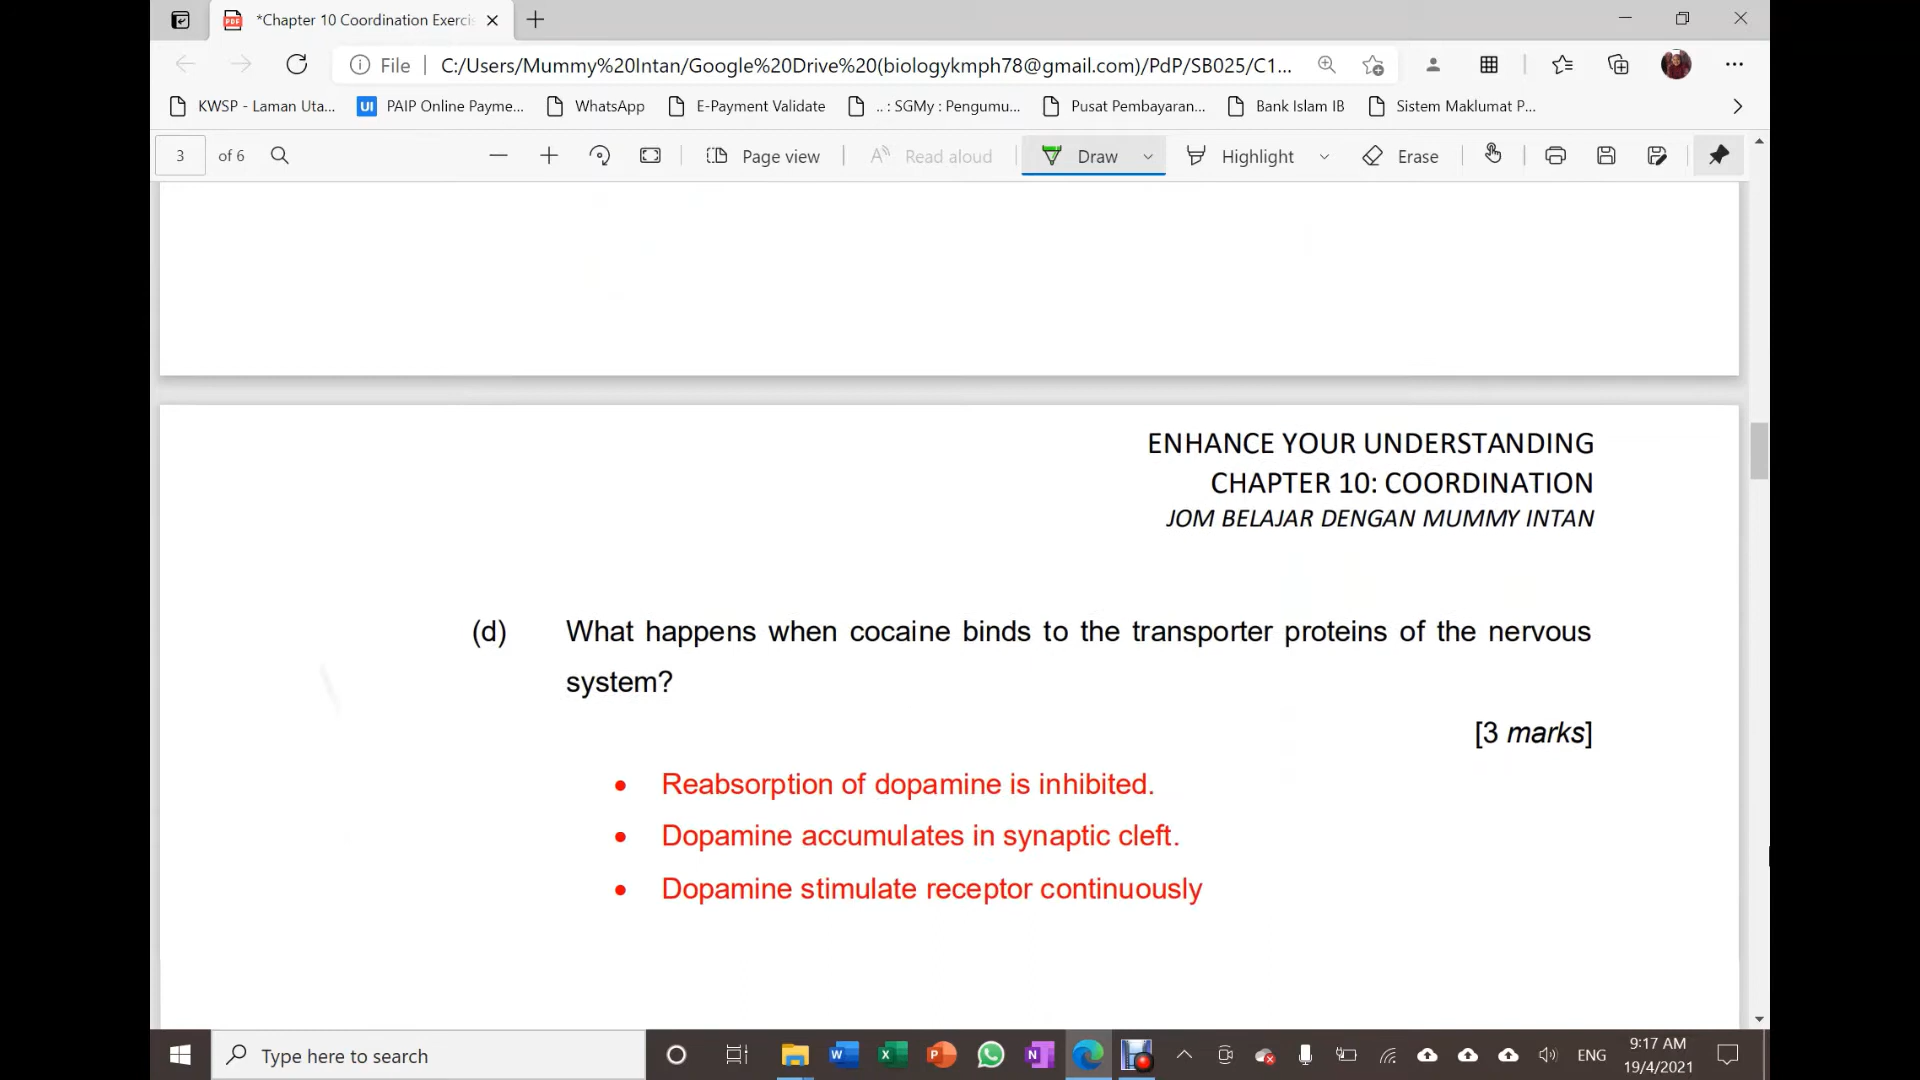 *Chapter 10 Coordination Exerci
File
C:/Users/Mummy%20Intan/Google%20Drive%20(biologykmph78@gmail.com)/PdP/SB025/C1...
KWSP - Laman Uta...
UI PAIP Online Payme...
WhatsApp
E-Payment Validate
.. : SGMy : Pengumu...
Pusat Pembayaran...
Bank Islam IB
Sistem Maklumat P...
3 of 6
Page view
Read aloud
Draw
Highlight
Erase
ENHANCE YOUR UNDERSTANDING
CHAPTER 10: COORDINATION
JOM BELAJAR DENGAN MUMMY INTAN
(d) What happens when cocaine binds to the transporter proteins of the nervous
system?
[3 marks]
• Reabsorption of dopamine is inhibited.
• Dopamine accumulates in synaptic cleft.
• Dopamine stimulate receptor continuously
Type here to search
ENG
9:17 AM
19/4/2021